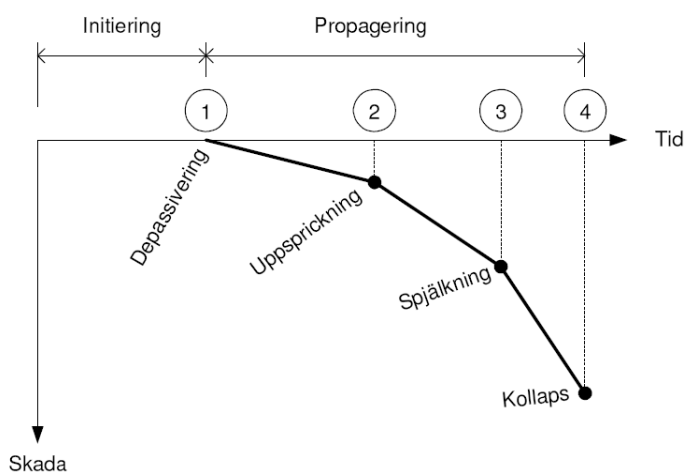 Initiering
Propagering
1
2
3
4
Tid
Depassivering
Uppsprickning
Spjälkning
Kollaps
Skada